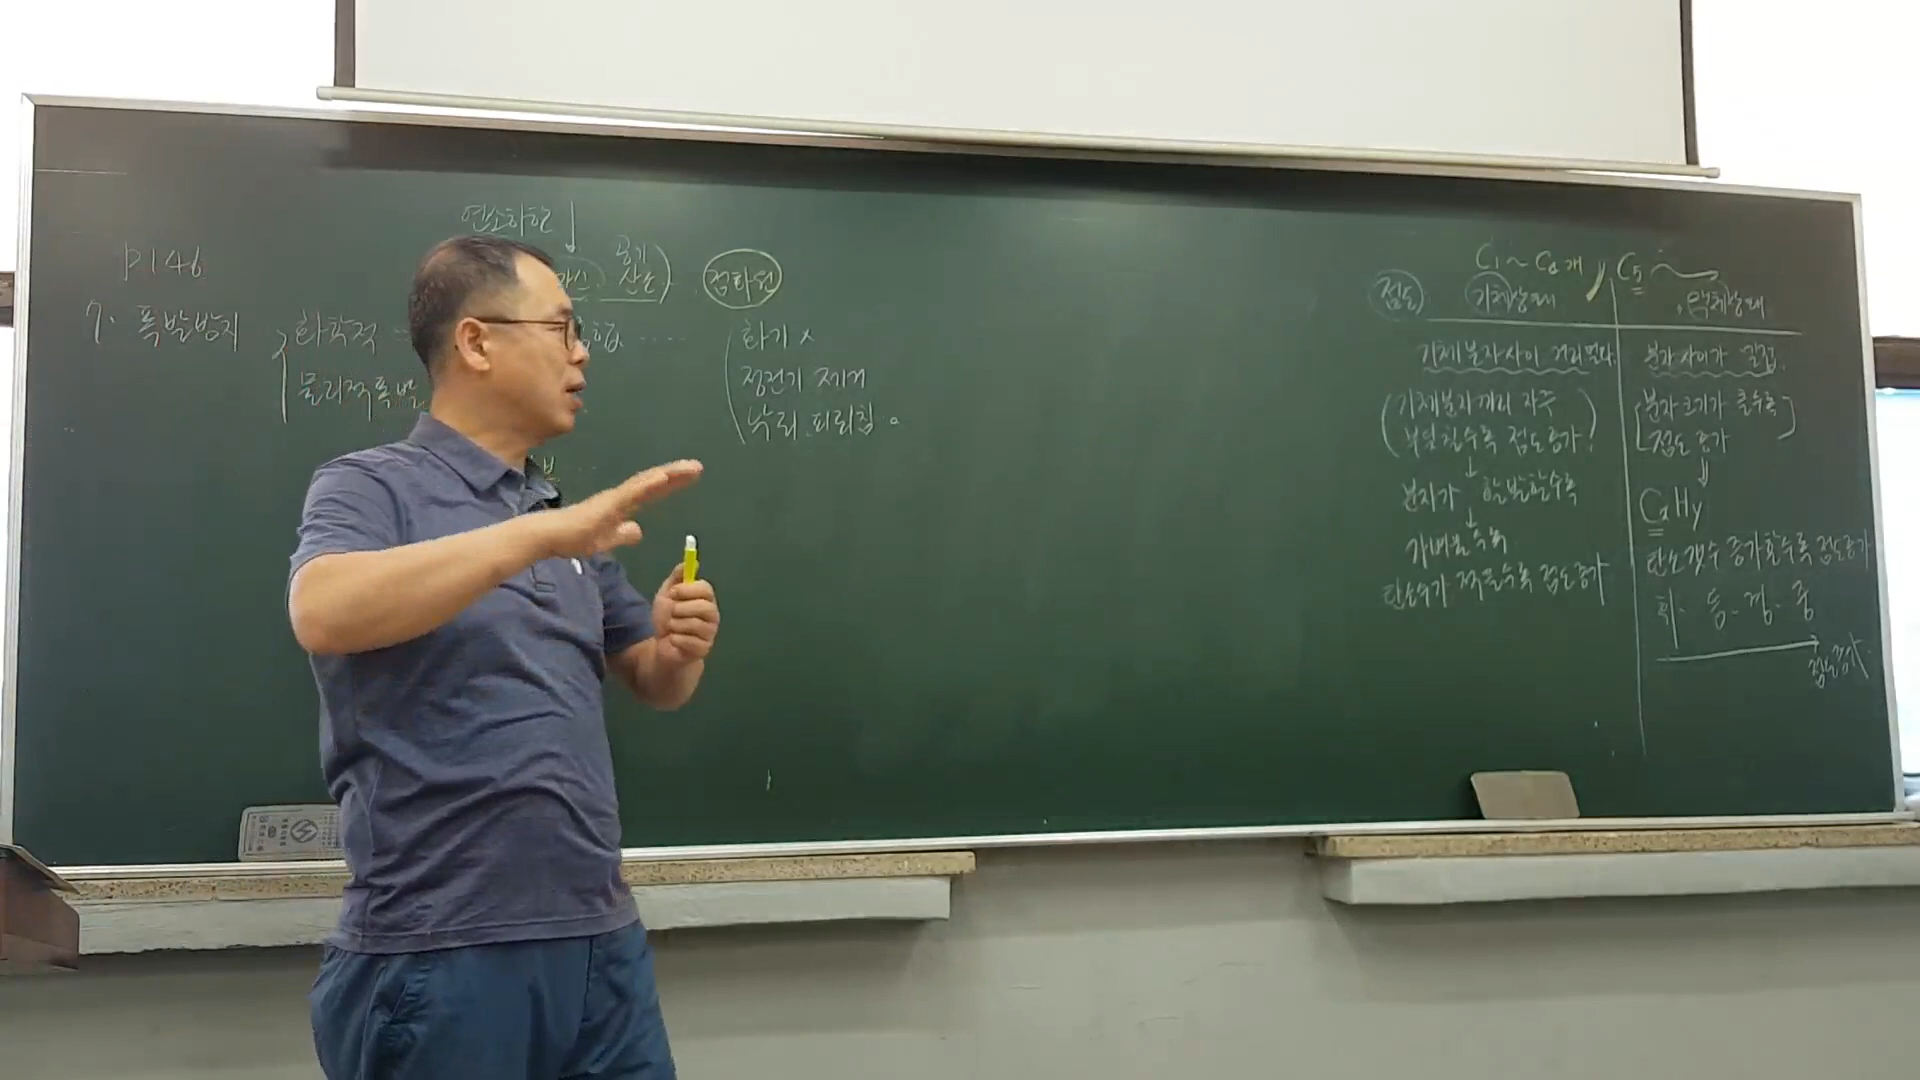 연소하한 ↓
공기
가스 산소)
점화원
P146
7. 폭발방지
화학적
물리적폭발
화기 x
정전기 제거
낙뢰. 피뢰침.
C₁ ~ C₄개
C₅
점도
기체상태
액체상태
기체분자사이 거리멀다.
(기체분자끼리 자주
부딪힐수록 점도증가)
↓
분자가 활발할수록
↓
가벼울수록
탄소수가 적을수록 점도증가
분자사이가 밀접.
[분자크기가 클수록
점도 증가]
⇓
CxHy
탄소갯수 증가할수록 점도증가
휘. 등. 경. 중
점도증가